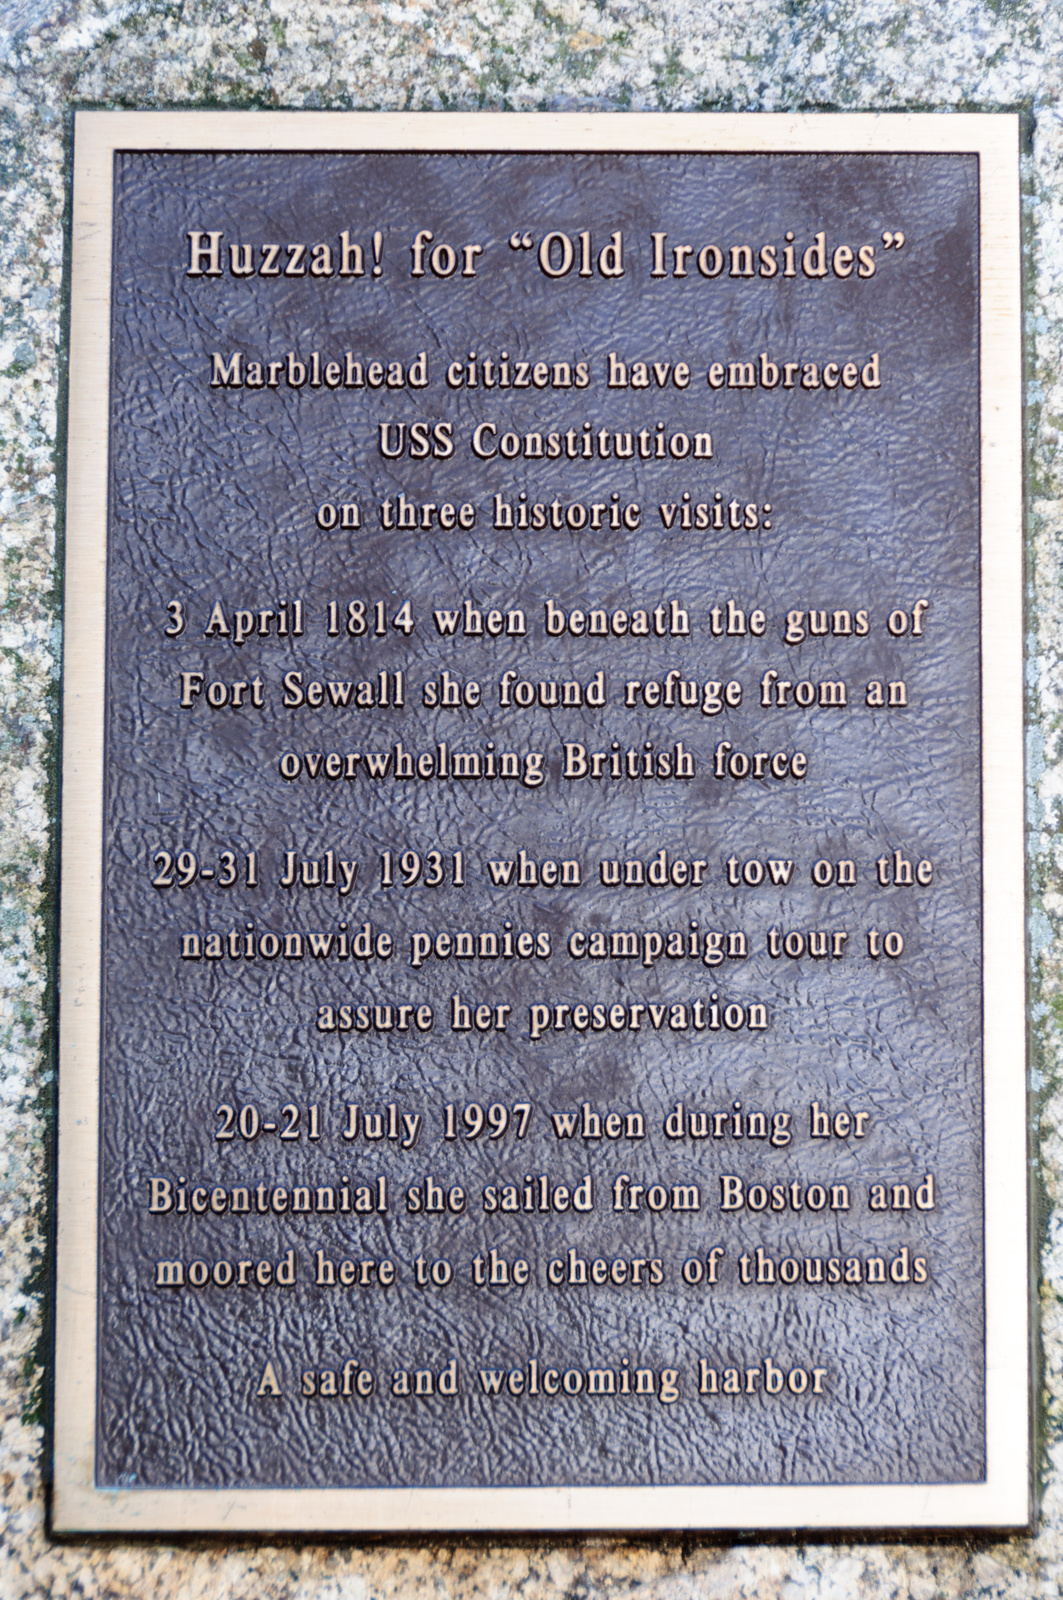 Huzzah! for “Old Ironsides”
Marblehead citizens have embraced
USS Constitution
on three historic visits:
3 April 1814 when beneath the guns of
Fort Sewall she found refuge from an
overwhelming British force
29-31 July 1931 when under tow on the
nationwide pennies campaign tour to
assure her preservation
20-21 July 1997 when during her
Bicentennial she sailed from Boston and
moored here to the cheers of thousands
A safe and welcoming harbor